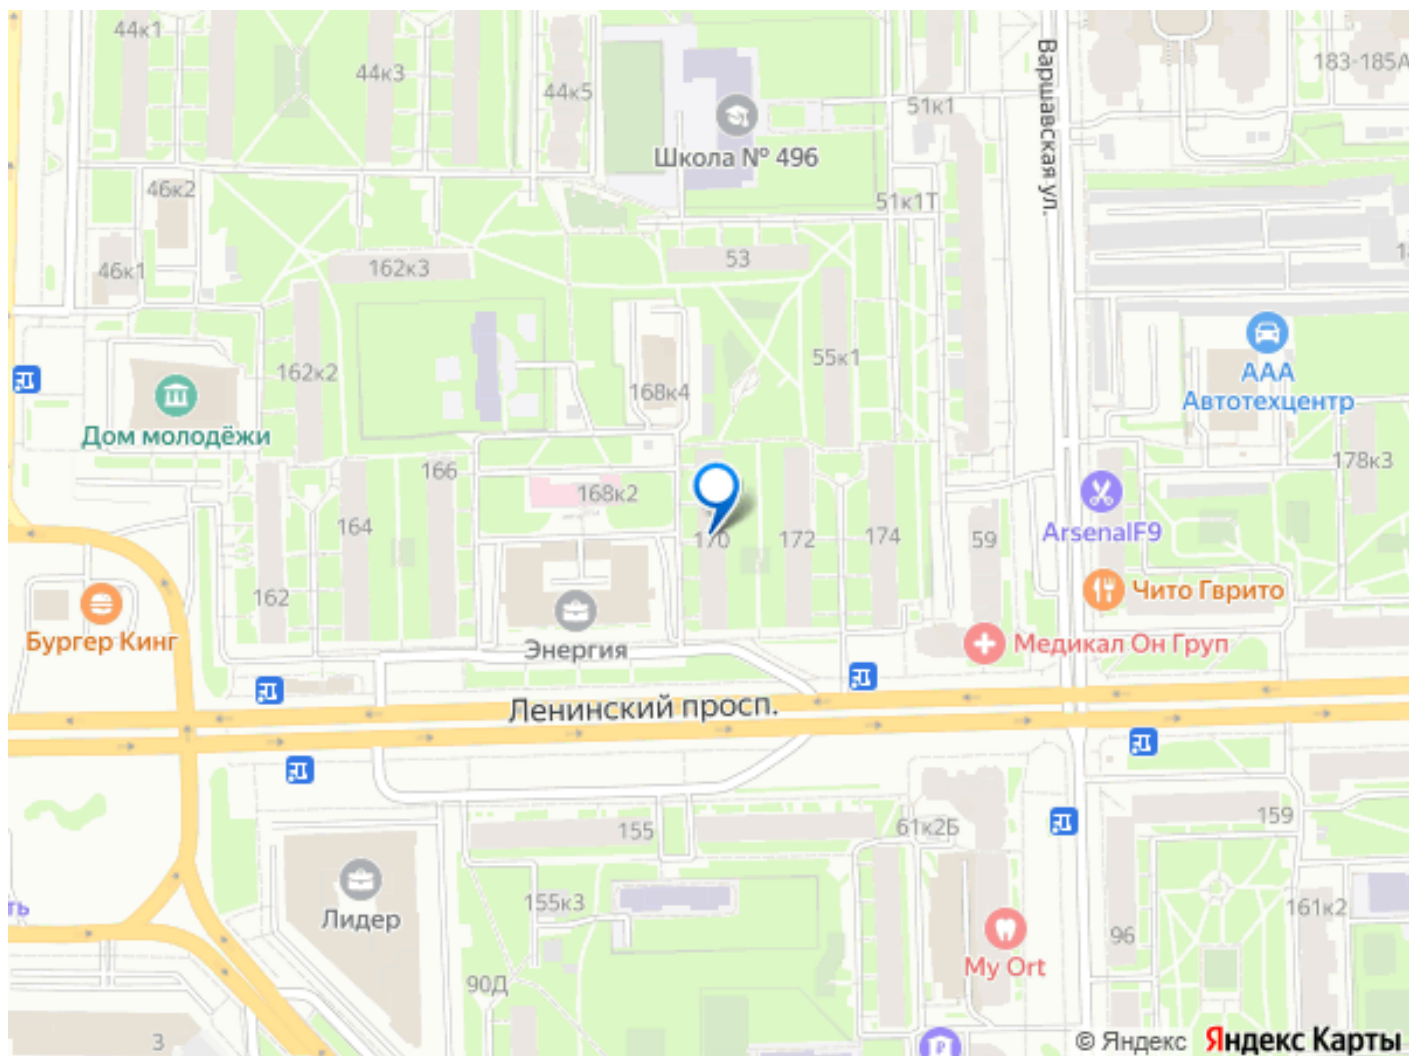 44к1
44к3
44к5
Варшавская ул.
183-185А
51к1
Школа № 496
46к2
51к1Т
46к1
162к3
53
162к2
55к1
168к4
ААА
Автотехцентр
Дом молодёжи
166
178к3
168к2
164
170
172
174
59
ArsenalF9
162
Чито Гврито
Бургер Кинг
Энергия
Медикал Он Груп
Ленинский просп.
155
61к2Б
159
Лидер
155к3
161к2
96
My Ort
90Д
3
© Яндекс Яндекс Карты